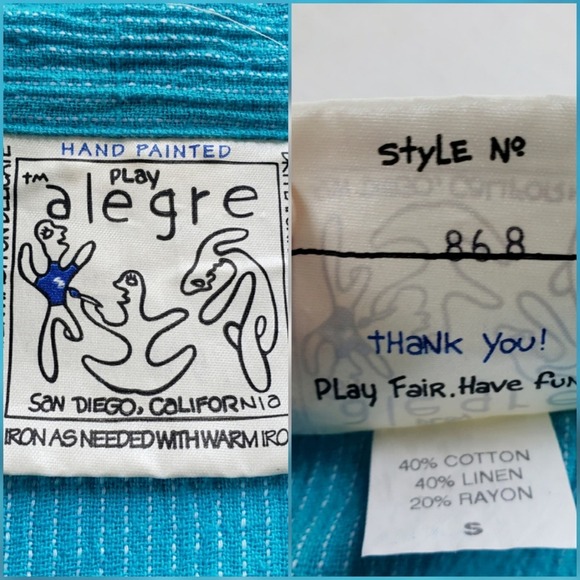 HAND PAINTED
TM PLAY
alegre
SAN DIEGO, CALIFORNIA
IRON AS NEEDED WITH WARM IRO
StyLE Nº
868
tHANK you!
PLAy FaiR. HavE fUN
40% COTTON
40% LINEN
20% RAYON
S